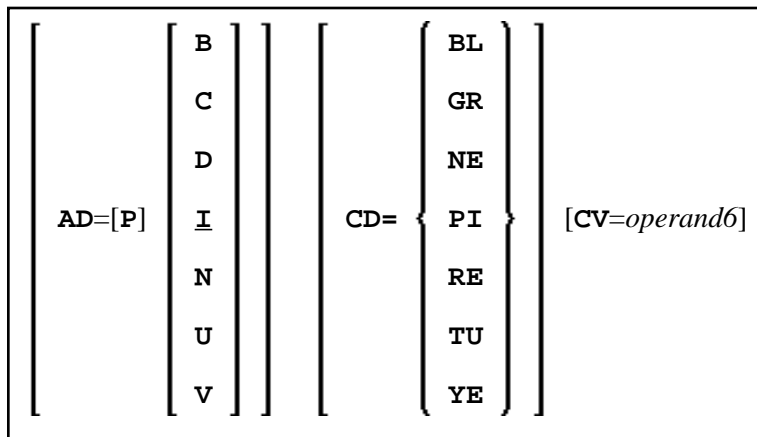 B BL
C GR
D NE
AD=[P] I CD= PI [CV=operand6]
N RE
U TU
V YE